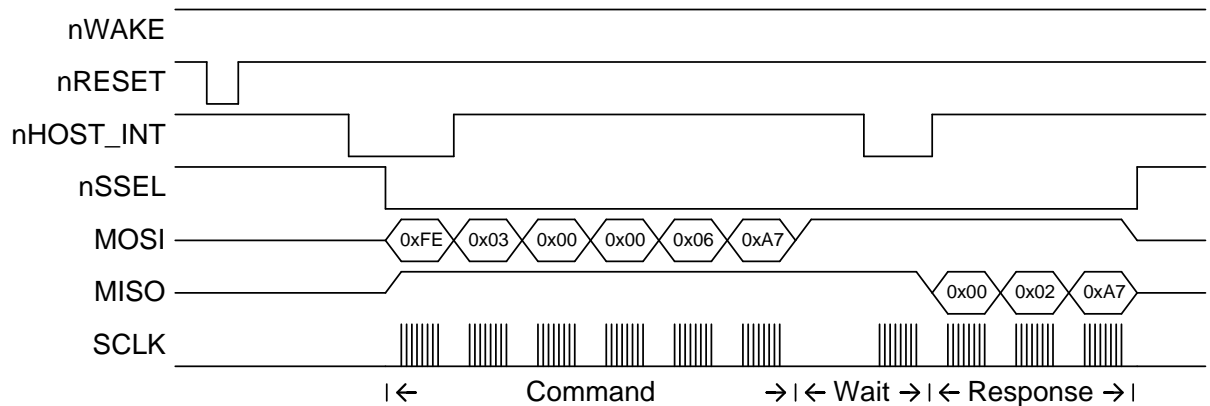 nWAKE
nRESET
nHOST_INT
nSSEL
MOSI 0xFE 0x03 0x00 0x00 0x06 0xA7
MISO 0x00 0x02 0xA7
SCLK
Command Wait Response